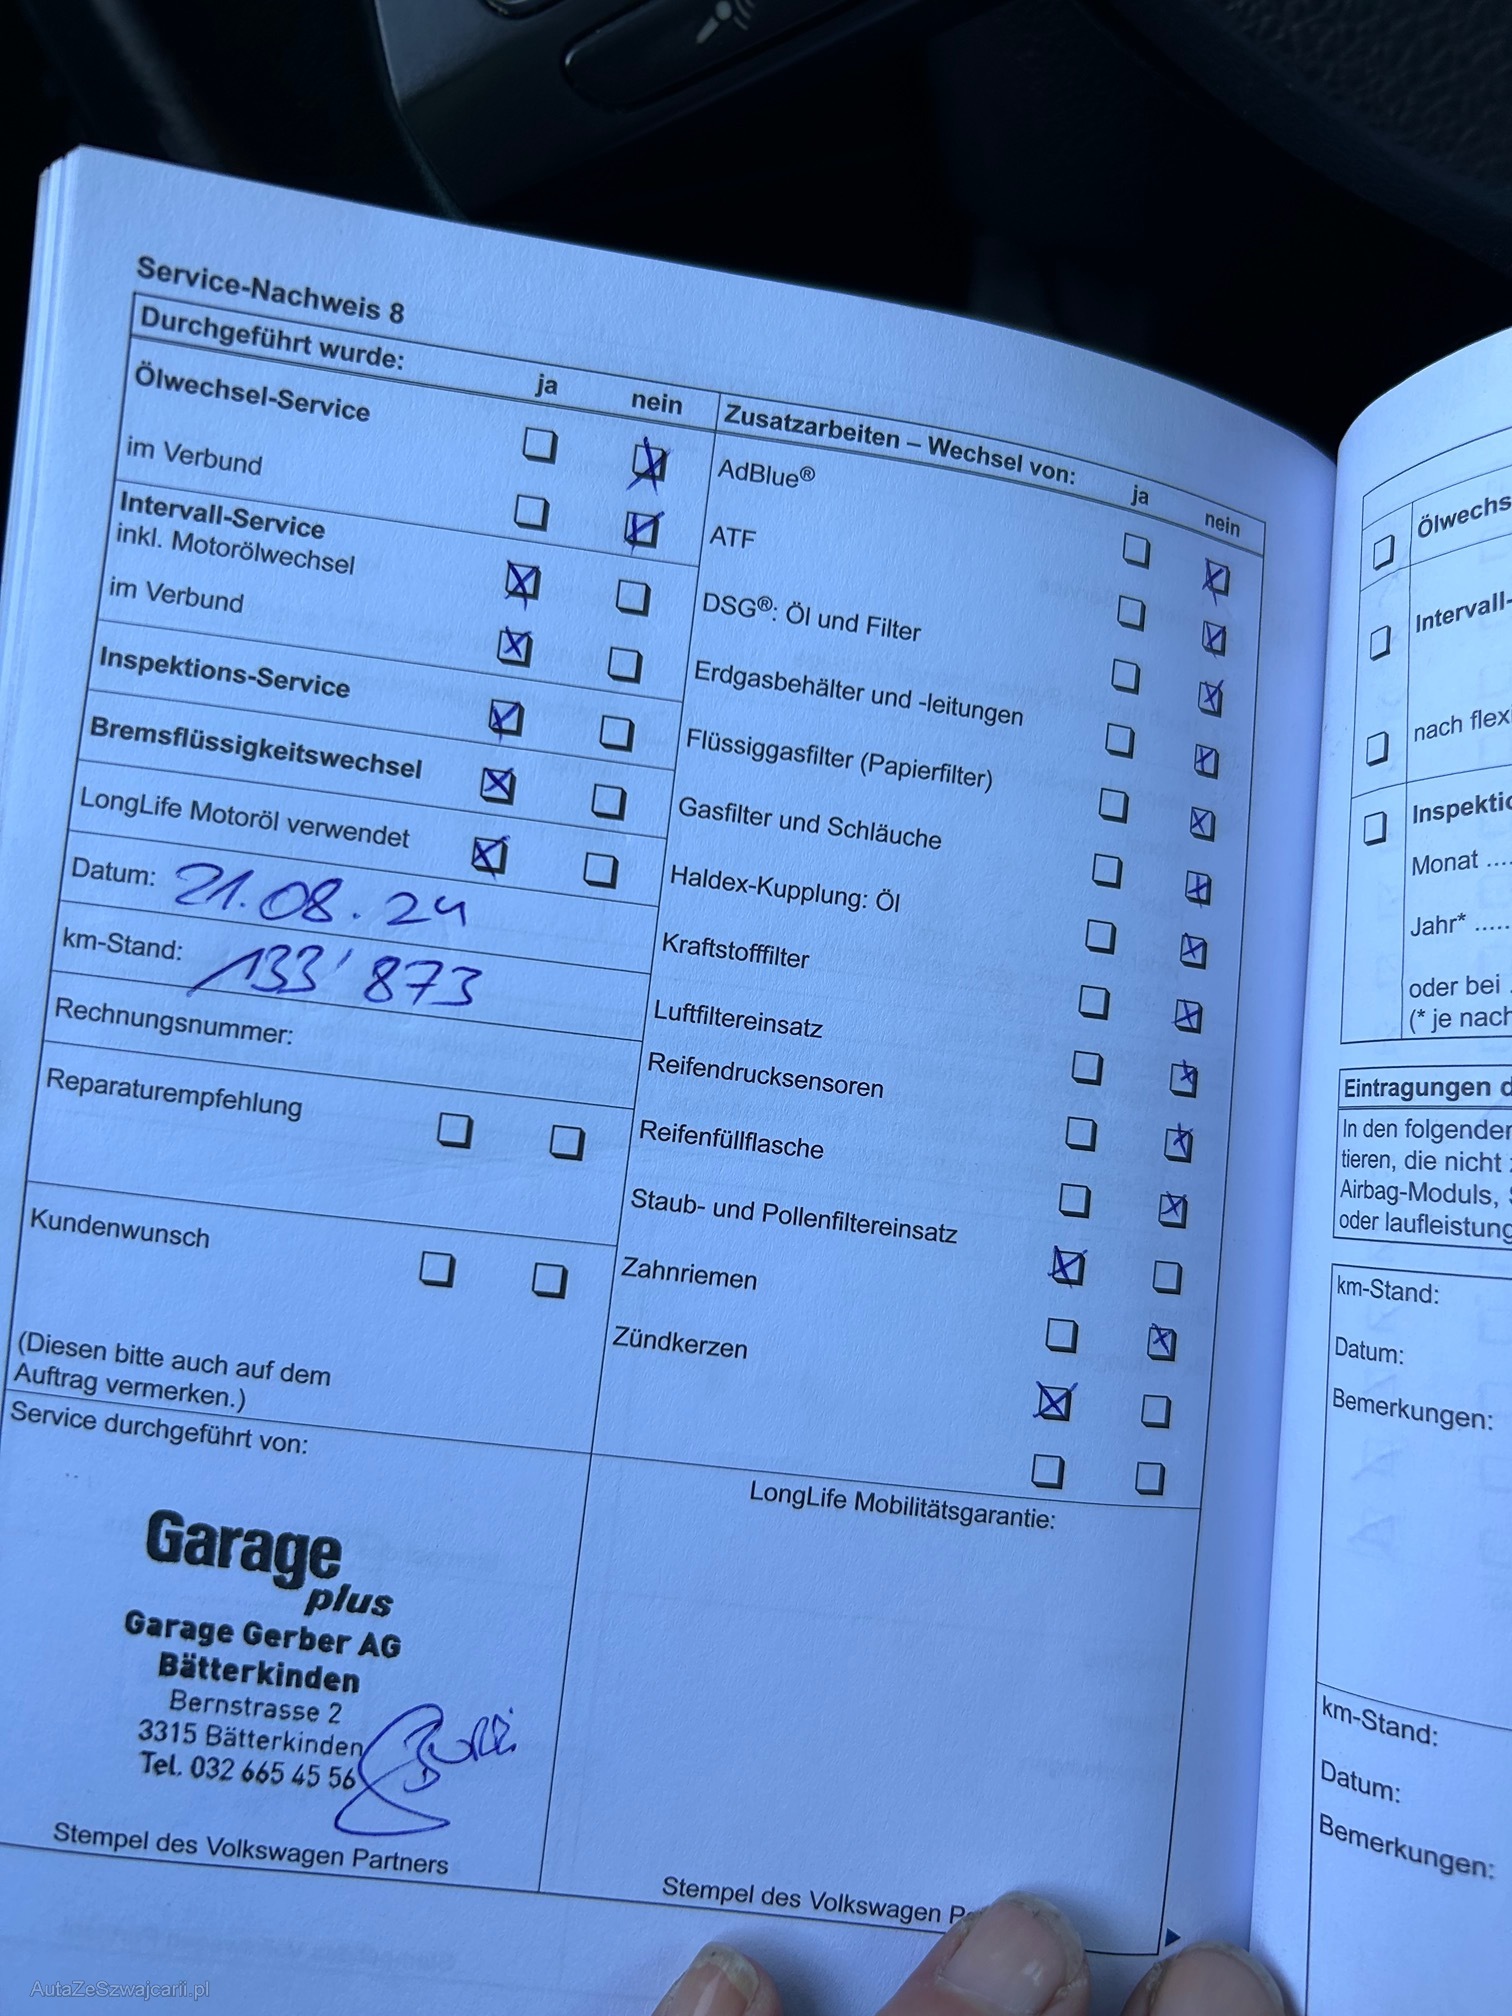 Service-Nachweis 8
Durchgeführt wurde:
ja nein
Ölwechsel-Service
im Verbund
Intervall-Service
inkl. Motorölwechsel
im Verbund
Inspektions-Service
Bremsflüssigkeitswechsel
LongLife Motoröl verwendet
Datum: 21.08.24
km-Stand: 133'873
Rechnungsnummer:
Reparaturempfehlung
Kundenwunsch
(Diesen bitte auch auf dem
Auftrag vermerken.)
Service durchgeführt von:
Garage
plus
Garage Gerber AG
Bätterkinden
Bernstrasse 2
3315 Bätterkinden
Tel. 032 665 45 56
Stempel des Volkswagen Partners
Zusatzarbeiten – Wechsel von:
ja nein
AdBlue®
ATF
DSG®: Öl und Filter
Erdgasbehälter und -leitungen
Flüssiggasfilter (Papierfilter)
Gasfilter und Schläuche
Haldex-Kupplung: Öl
Kraftstofffilter
Luftfiltereinsatz
Reifendrucksensoren
Reifenfüllflasche
Staub- und Pollenfiltereinsatz
Zahnriemen
Zündkerzen
LongLife Mobilitätsgarantie:
Stempel des Volkswagen
Ölwechs
Intervall-
nach flex
Inspektio
Monat ....
Jahr* .....
oder bei .
(* je nach
Eintragungen d
In den folgender
tieren, die nicht
Airbag-Moduls,
oder laufleistung
km-Stand:
Datum:
Bemerkungen:
km-Stand:
Datum:
Bemerkungen:
AutaZeSzwajcarii.pl